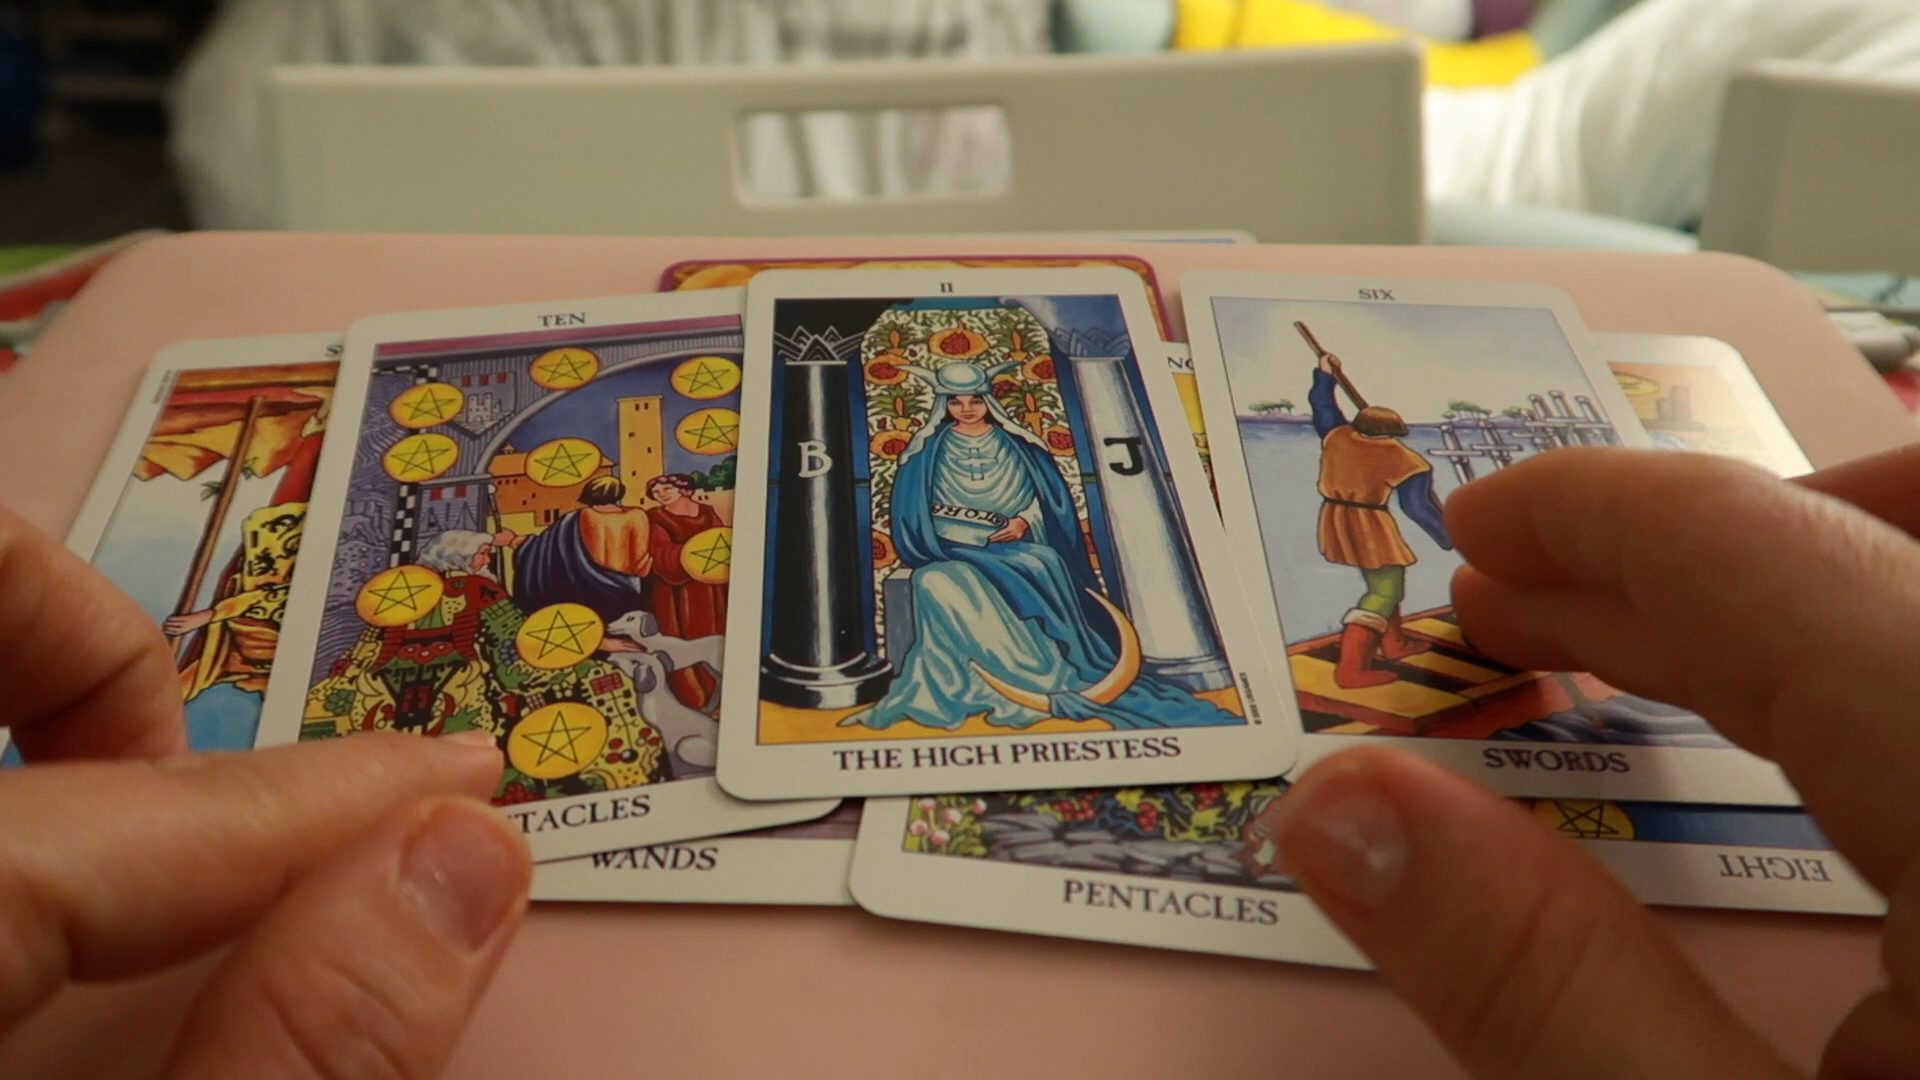 II
SIX
TEN
B
J
THE HIGH PRIESTESS
SWORDS
TACLES
WANDS
PENTACLES
EIGHT